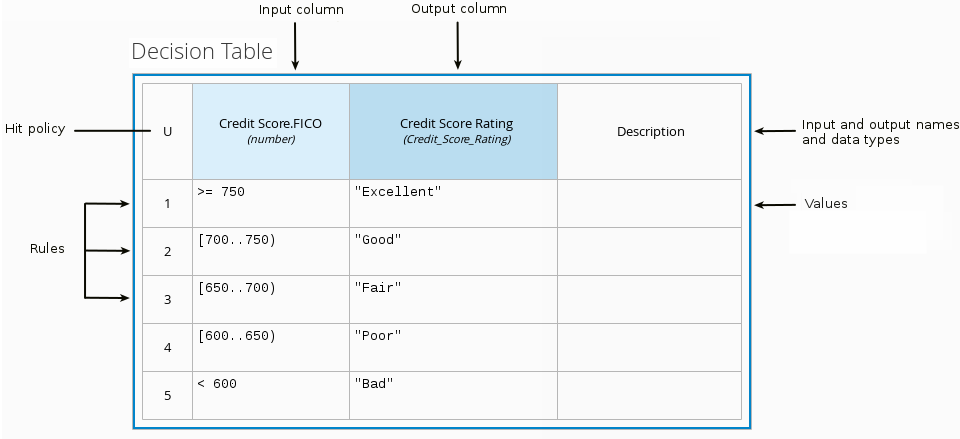 Input column
Output column
Decision Table
Hit policy
U
Credit Score.FICO
(number)
Credit Score Rating
(Credit_Score_Rating)
Description
Input and output names
and data types
1
>= 750
"Excellent"
Values
Rules
2
[700..750)
"Good"
3
[650..700)
"Fair"
4
[600..650)
"Poor"
5
< 600
"Bad"